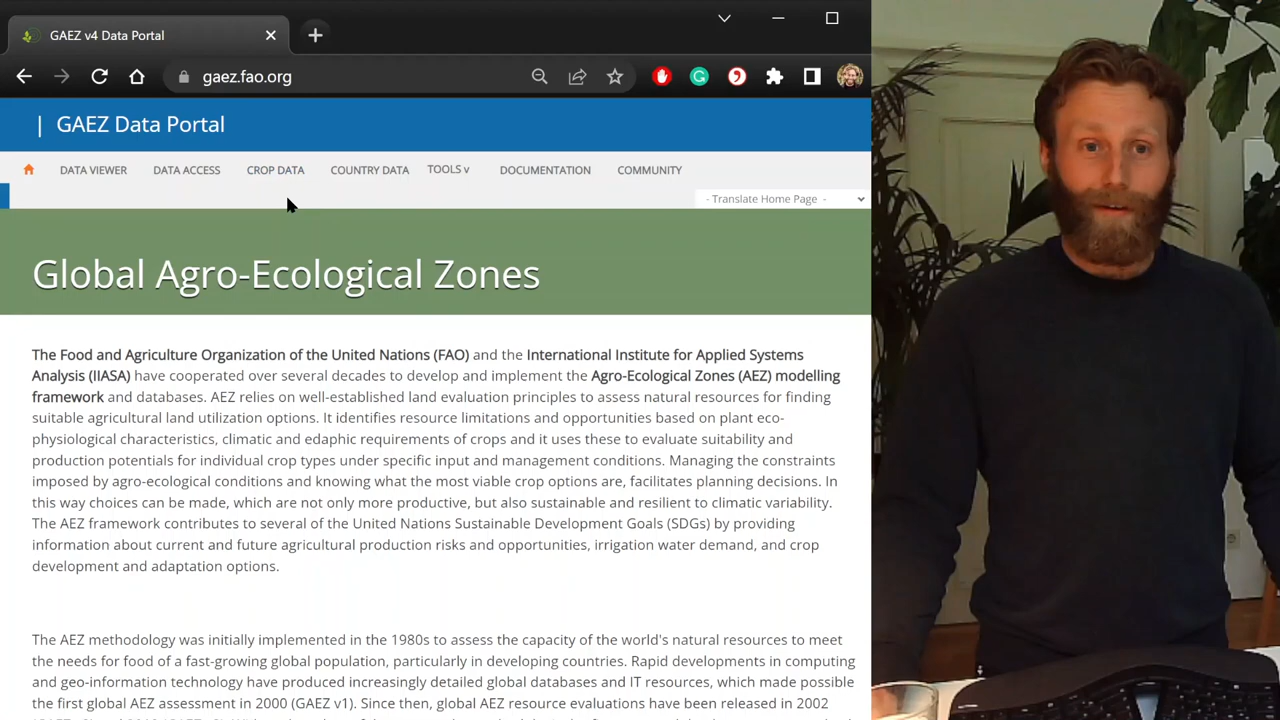 GAEZ v4 Data Portal
gaez.fao.org
| GAEZ Data Portal
DATA VIEWER DATA ACCESS CROP DATA COUNTRY DATA TOOLS v DOCUMENTATION COMMUNITY
- Translate Home Page -
Global Agro-Ecological Zones
The Food and Agriculture Organization of the United Nations (FAO) and the International Institute for Applied Systems
Analysis (IIASA) have cooperated over several decades to develop and implement the Agro-Ecological Zones (AEZ) modelling
framework and databases. AEZ relies on well-established land evaluation principles to assess natural resources for finding
suitable agricultural land utilization options. It identifies resource limitations and opportunities based on plant eco-
physiological characteristics, climatic and edaphic requirements of crops and it uses these to evaluate suitability and
production potentials for individual crop types under specific input and management conditions. Managing the constraints
imposed by agro-ecological conditions and knowing what the most viable crop options are, facilitates planning decisions. In
this way choices can be made, which are not only more productive, but also sustainable and resilient to climatic variability.
The AEZ framework contributes to several of the United Nations Sustainable Development Goals (SDGs) by providing
information about current and future agricultural production risks and opportunities, irrigation water demand, and crop
development and adaptation options.
The AEZ methodology was initially implemented in the 1980s to assess the capacity of the world's natural resources to meet
the needs for food of a fast-growing global population, particularly in developing countries. Rapid developments in computing
and geo-information technology have produced increasingly detailed global databases and IT resources, which made possible
the first global AEZ assessment in 2000 (GAEZ v1). Since then, global AEZ resource evaluations have been released in 2002